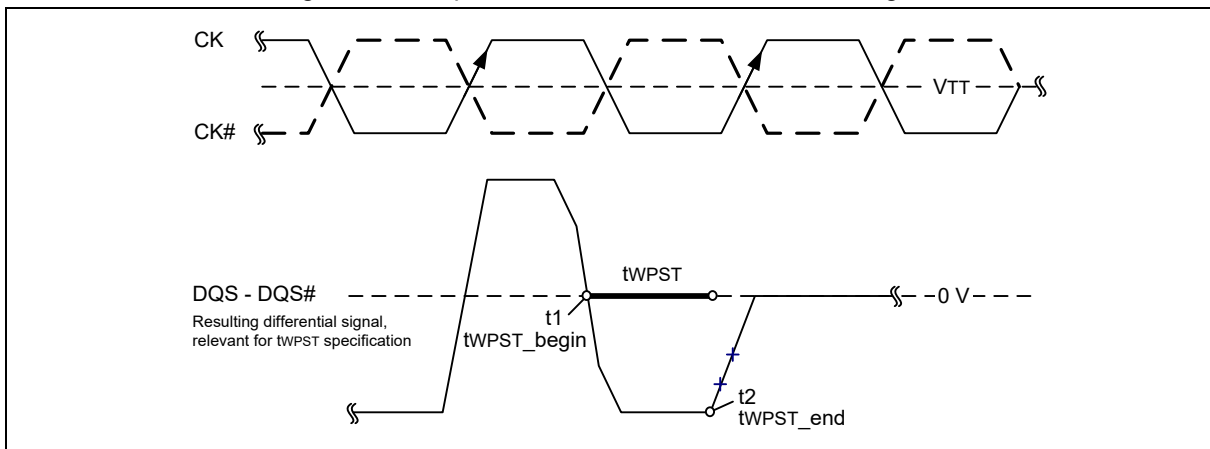 CK
VTT
CK#
tWPST
DQS - DQS#
0 V
Resulting differential signal,
relevant for tWPST specification
t1
tWPST_begin
t2
tWPST_end